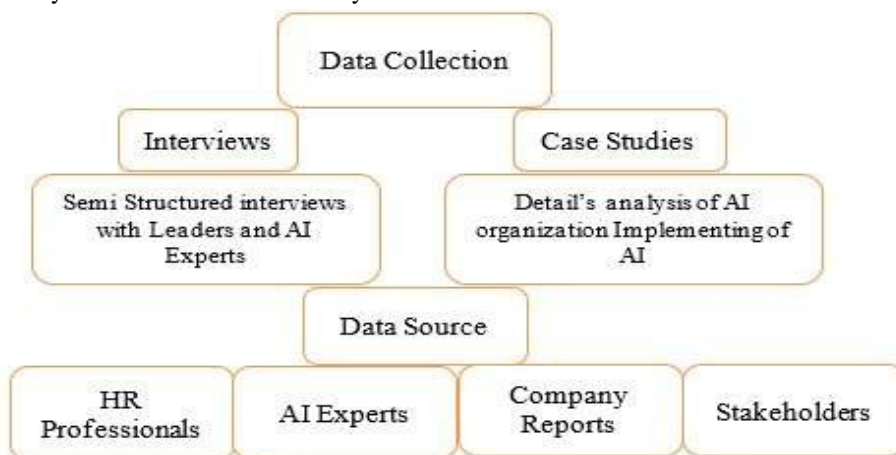 Data Collection
Interviews
Case Studies
Semi Structured interviews
with Leaders and AI
Experts
Detail's analysis of AI
organization Implementing of
AI
Data Source
HR
Professionals
AI Experts
Company
Reports
Stakeholders